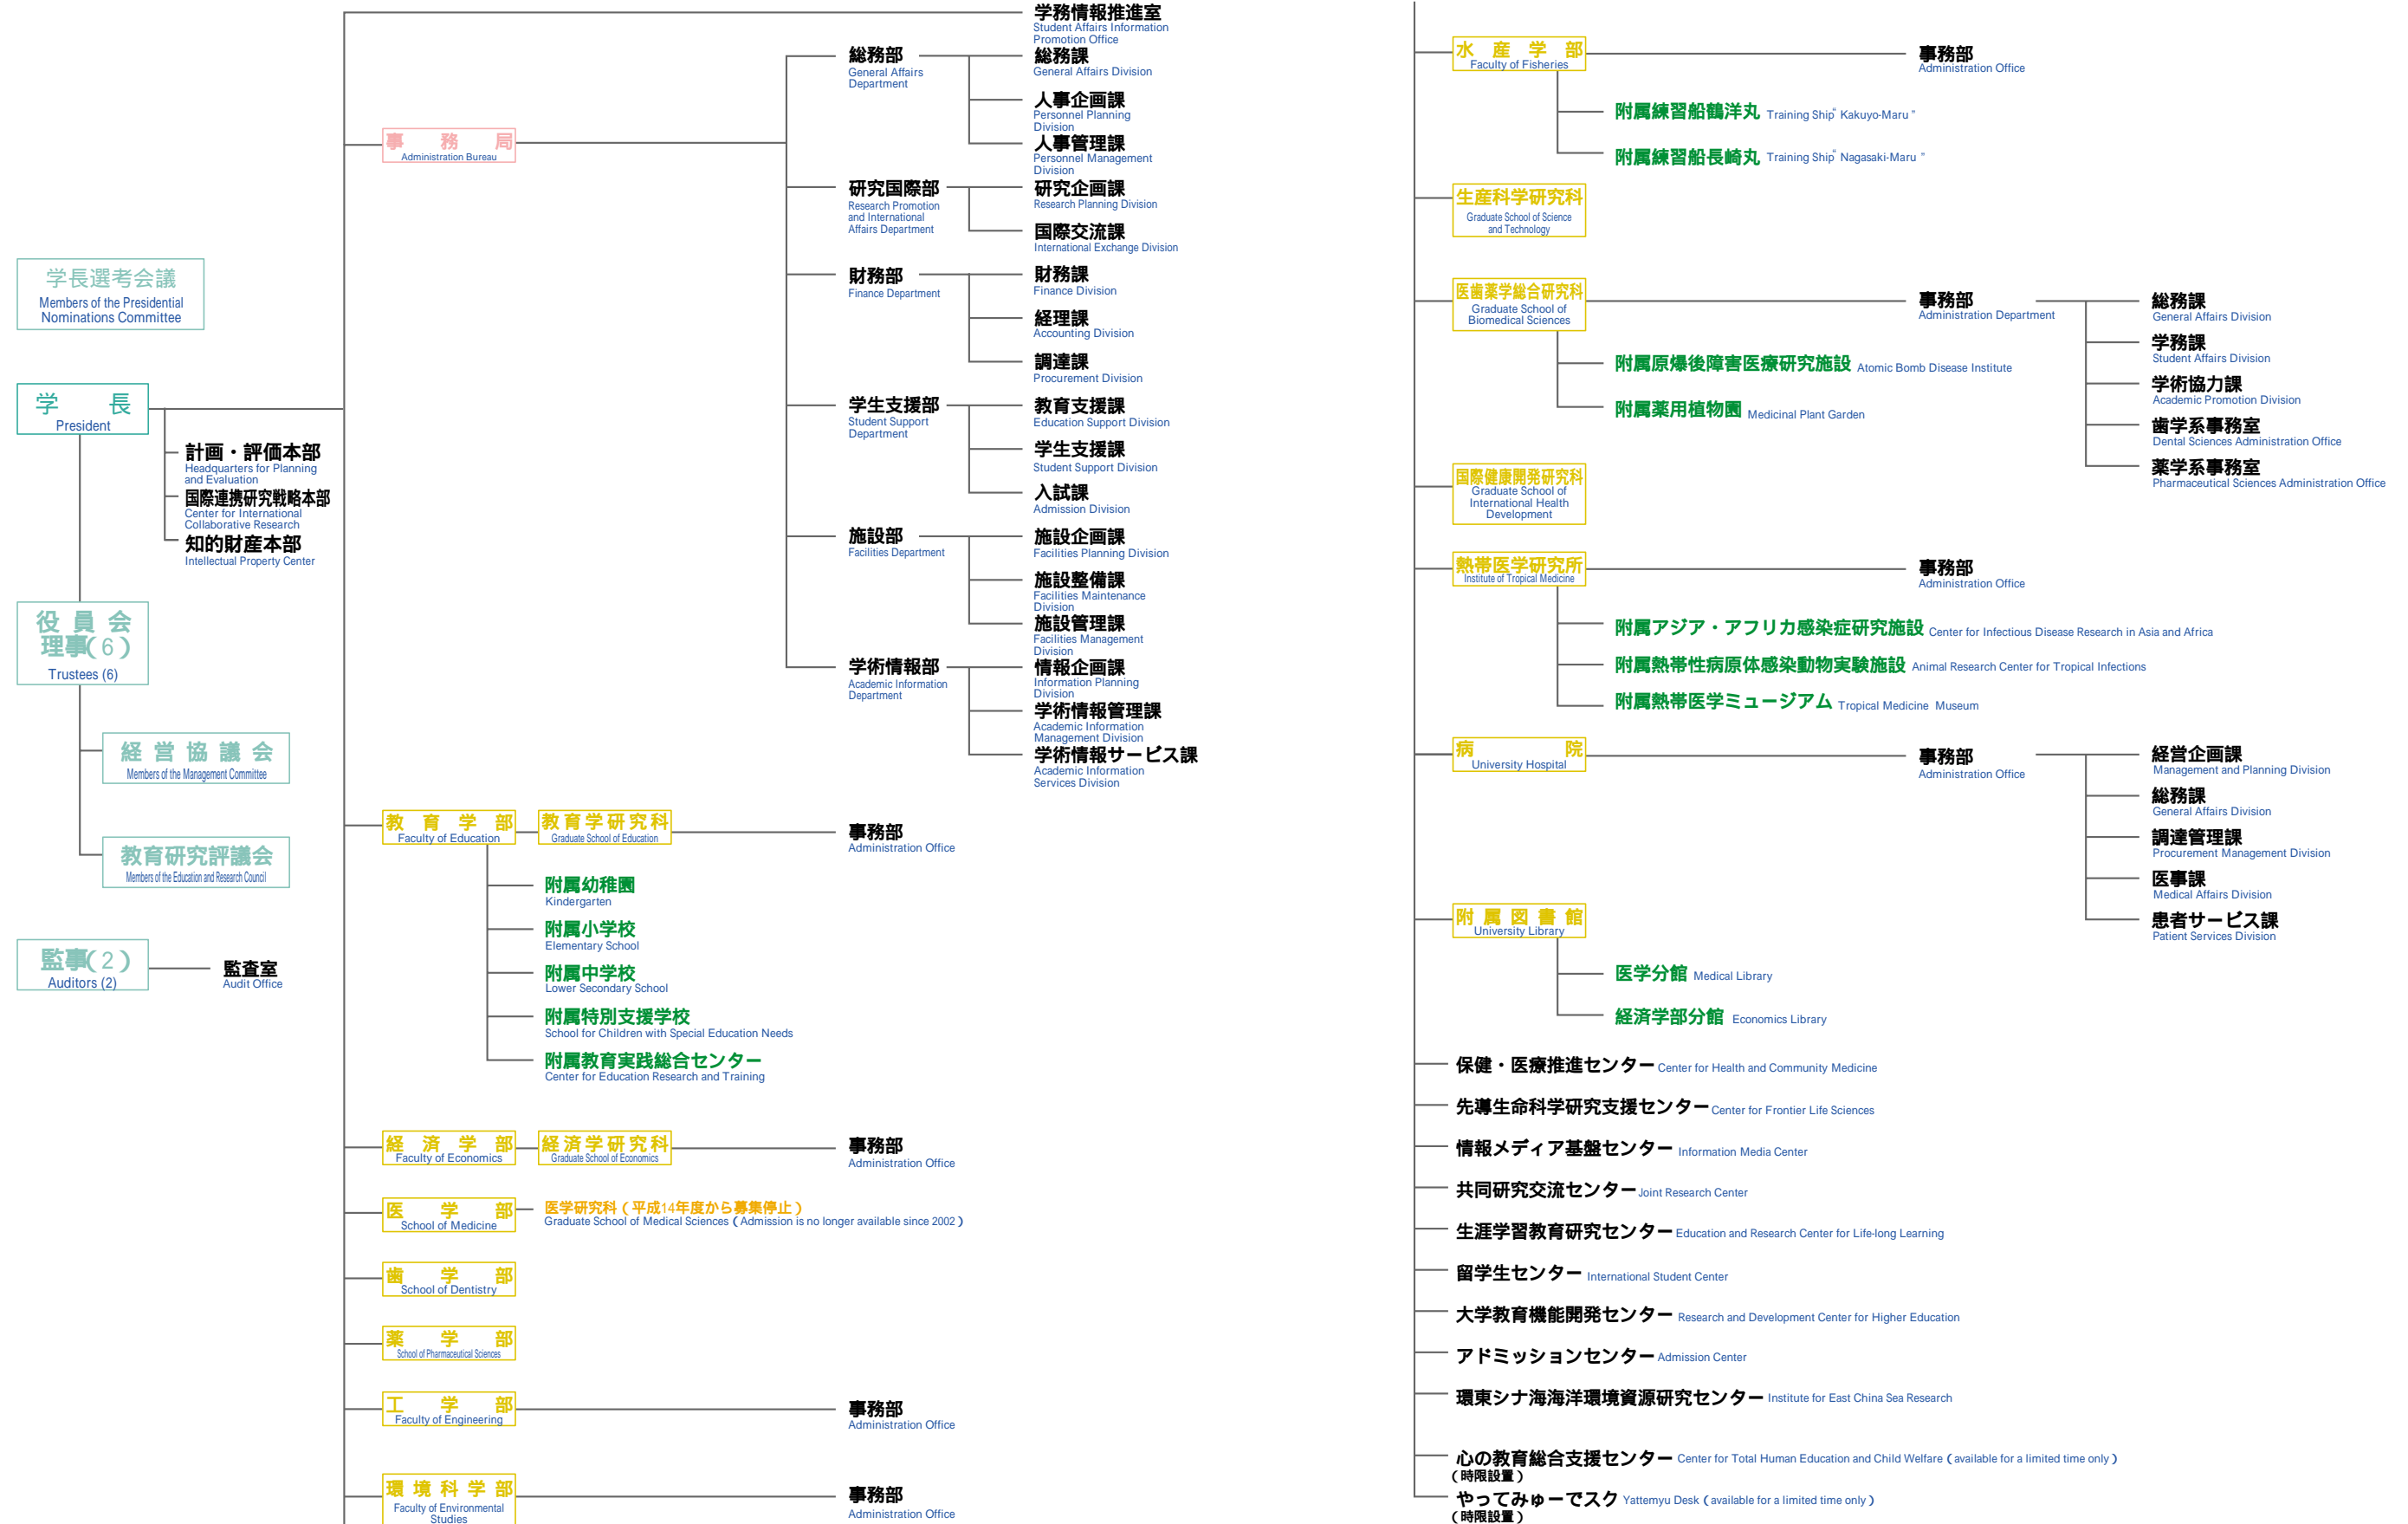 学務情報推進室
Student Affairs Information
Promotion Office
総務部
General Affairs
Department
総務課
General Affairs Division
人事企画課
Personnel Planning
Division
人事管理課
Personnel Management
Division
事務局
Administration Bureau
研究国際部
Research Promotion
and International
Affairs Department
研究企画課
Research Planning Division
国際交流課
International Exchange Division
財務部
Finance Department
財務課
Finance Division
経理課
Accounting Division
調達課
Procurement Division
学生支援部
Student Support
Department
教育支援課
Education Support Division
学生支援課
Student Support Division
入試課
Admission Division
施設部
Facilities Department
施設企画課
Facilities Planning Division
施設整備課
Facilities Maintenance
Division
施設管理課
Facilities Management
Division
学術情報部
Academic Information
Department
情報企画課
Information Planning
Division
学術情報管理課
Academic Information
Management Division
学術情報サービス課
Academic Information
Services Division
学長選考会議
Members of the Presidential
Nominations Committee
学長
President
計画・評価本部
Headquarters for Planning
and Evaluation
国際連携研究戦略本部
Center for International
Collaborative Research
知的財産本部
Intellectual Property Center
役員会
理事(6)
Trustees (6)
経営協議会
Members of the Management Committee
教育研究評議会
Members of the Education and Research Council
監事(2)
Auditors (2)
監査室
Audit Office
教育学部
Faculty of Education
教育学研究科
Graduate School of Education
事務部
Administration Office
附属幼稚園
Kindergarten
附属小学校
Elementary School
附属中学校
Lower Secondary School
附属特別支援学校
School for Children with Special Education Needs
附属教育実践総合センター
Center for Education Research and Training
経済学部
Faculty of Economics
経済学研究科
Graduate School of Economics
事務部
Administration Office
医学部
School of Medicine
医学研究科(平成14年度から募集停止)
Graduate School of Medical Sciences (Admission is no longer available since 2002)
歯学部
School of Dentistry
薬学部
School of Pharmaceutical Sciences
工学部
Faculty of Engineering
事務部
Administration Office
環境科学部
Faculty of Environmental
Studies
事務部
Administration Office
水産学部
Faculty of Fisheries
事務部
Administration Office
附属練習船鶴洋丸 Training Ship "Kakuyo-Maru"
附属練習船長崎丸 Training Ship "Nagasaki-Maru"
生産科学研究科
Graduate School of Science
and Technology
医歯薬学総合研究科
Graduate School of
Biomedical Sciences
事務部
Administration Department
総務課
General Affairs Division
学務課
Student Affairs Division
学術協力課
Academic Promotion Division
歯学系事務室
Dental Sciences Administration Office
薬学系事務室
Pharmaceutical Sciences Administration Office
附属原爆後障害医療研究施設 Atomic Bomb Disease Institute
附属薬用植物園 Medicinal Plant Garden
国際健康開発研究科
Graduate School of
International Health
Development
熱帯医学研究所
Institute of Tropical Medicine
事務部
Administration Office
附属アジア・アフリカ感染症研究施設 Center for Infectious Disease Research in Asia and Africa
附属熱帯性病原体感染動物実験施設 Animal Research Center for Tropical Infections
附属熱帯医学ミュージアム Tropical Medicine Museum
病院
University Hospital
事務部
Administration Office
経営企画課
Management and Planning Division
総務課
General Affairs Division
調達管理課
Procurement Management Division
医事課
Medical Affairs Division
患者サービス課
Patient Services Division
附属図書館
University Library
医学分館 Medical Library
経済学部分館 Economics Library
保健・医療推進センター Center for Health and Community Medicine
先導生命科学研究支援センター Center for Frontier Life Sciences
情報メディア基盤センター Information Media Center
共同研究交流センター Joint Research Center
生涯学習教育研究センター Education and Research Center for Life-long Learning
留学生センター International Student Center
大学教育機能開発センター Research and Development Center for Higher Education
アドミッションセンター Admission Center
環東シナ海海洋環境資源研究センター Institute for East China Sea Research
心の教育総合支援センター Center for Total Human Education and Child Welfare (available for a limited time only)
(時限設置)
やってみゅーでスク Yattemyu Desk (available for a limited time only)
(時限設置)